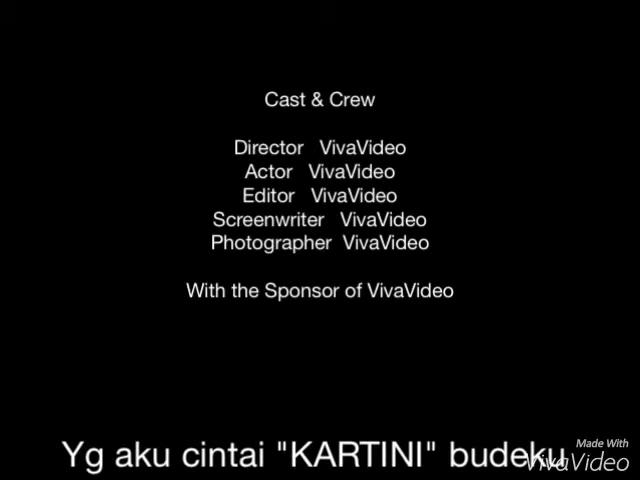 Cast & Crew
Director VivaVideo
Actor VivaVideo
Editor VivaVideo
Screenwriter VivaVideo
Photographer VivaVideo
With the Sponsor of VivaVideo
Yg aku cintai "KARTINI" budeku
Made With
VivaVideo